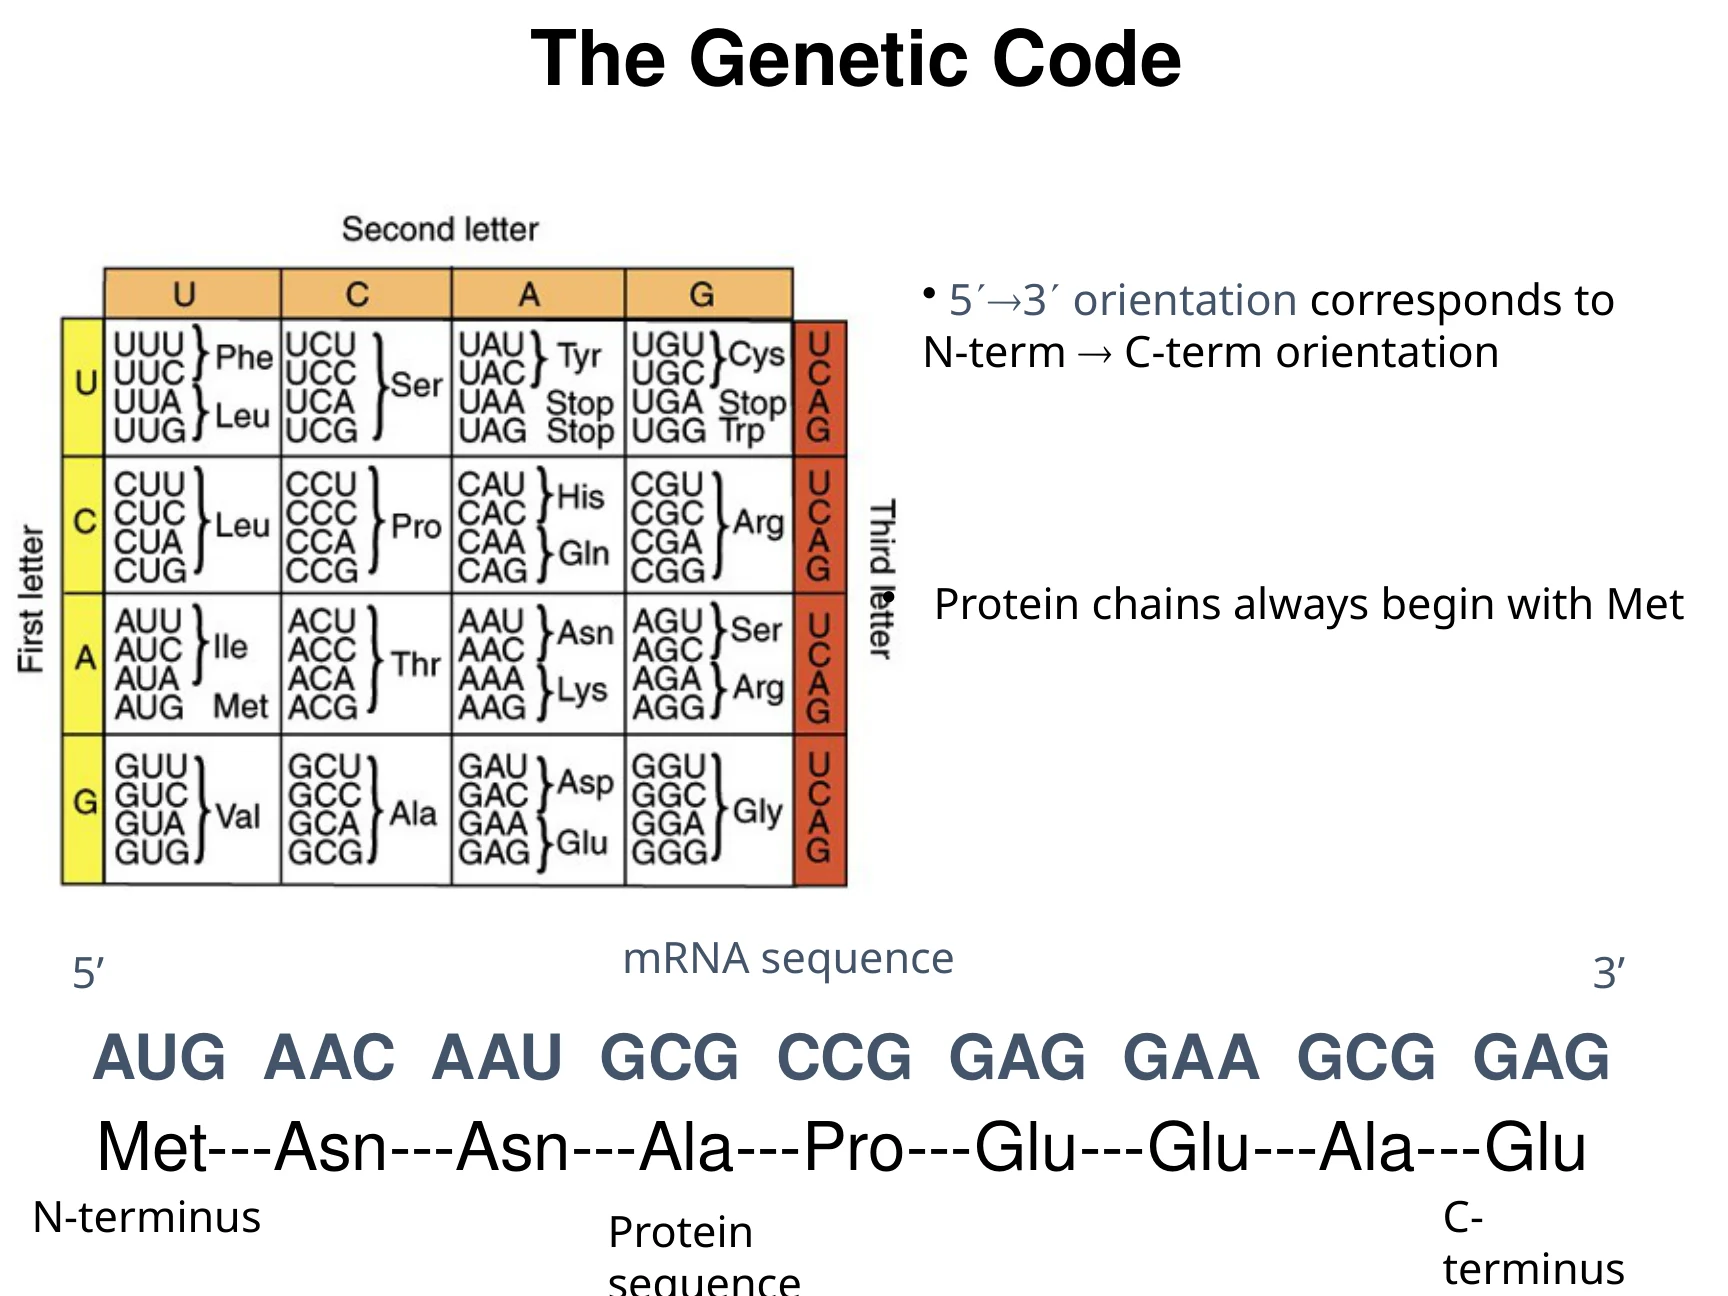 The Genetic Code
Second letter
U C A G
First letter
U
UUU UUC } Phe
UUA UUG } Leu
UCU UCC UCA UCG } Ser
UAU UAC } Tyr
UAA Stop
UAG Stop
UGU UGC } Cys
UGA Stop
UGG Trp
U C A G
C
CUU CUC CUA CUG } Leu
CCU CCC CCA CCG } Pro
CAU CAC } His
CAA CAG } Gln
CGU CGC CGA CGG } Arg
U C A G
A
AUU AUC AUA } Ile
AUG Met
ACU ACC ACA ACG } Thr
AAU AAC } Asn
AAA AAG } Lys
AGU AGC } Ser
AGA AGG } Arg
U C A G
G
GUU GUC GUA GUG } Val
GCU GCC GCA GCG } Ala
GAU GAC } Asp
GAA GAG } Glu
GGU GGC GGA GGG } Gly
U C A G
Third letter
• 5´→3´ orientation corresponds to
N-term → C-term orientation
• Protein chains always begin with Met
5’ mRNA sequence 3’
AUG AAC AAU GCG CCG GAG GAA GCG GAG
Met---Asn---Asn---Ala---Pro---Glu---Glu---Ala---Glu
N-terminus
Protein
sequence
C-
terminus